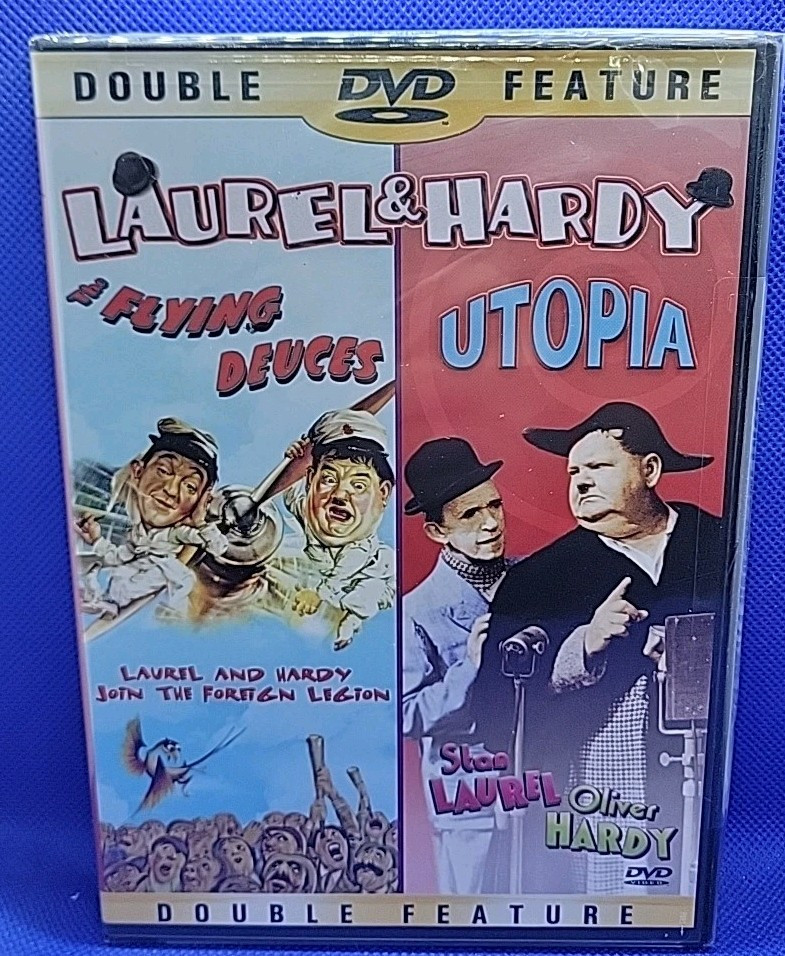 DOUBLE DVD FEATURE
LAUREL & HARDY
The FLYING
DEUCES
UTOPIA
LAUREL AND HARDY
JOIN THE FOREIGN LEGION
Stan
LAUREL
Oliver
HARDY
DVD
VIDEO
DOUBLE FEATURE